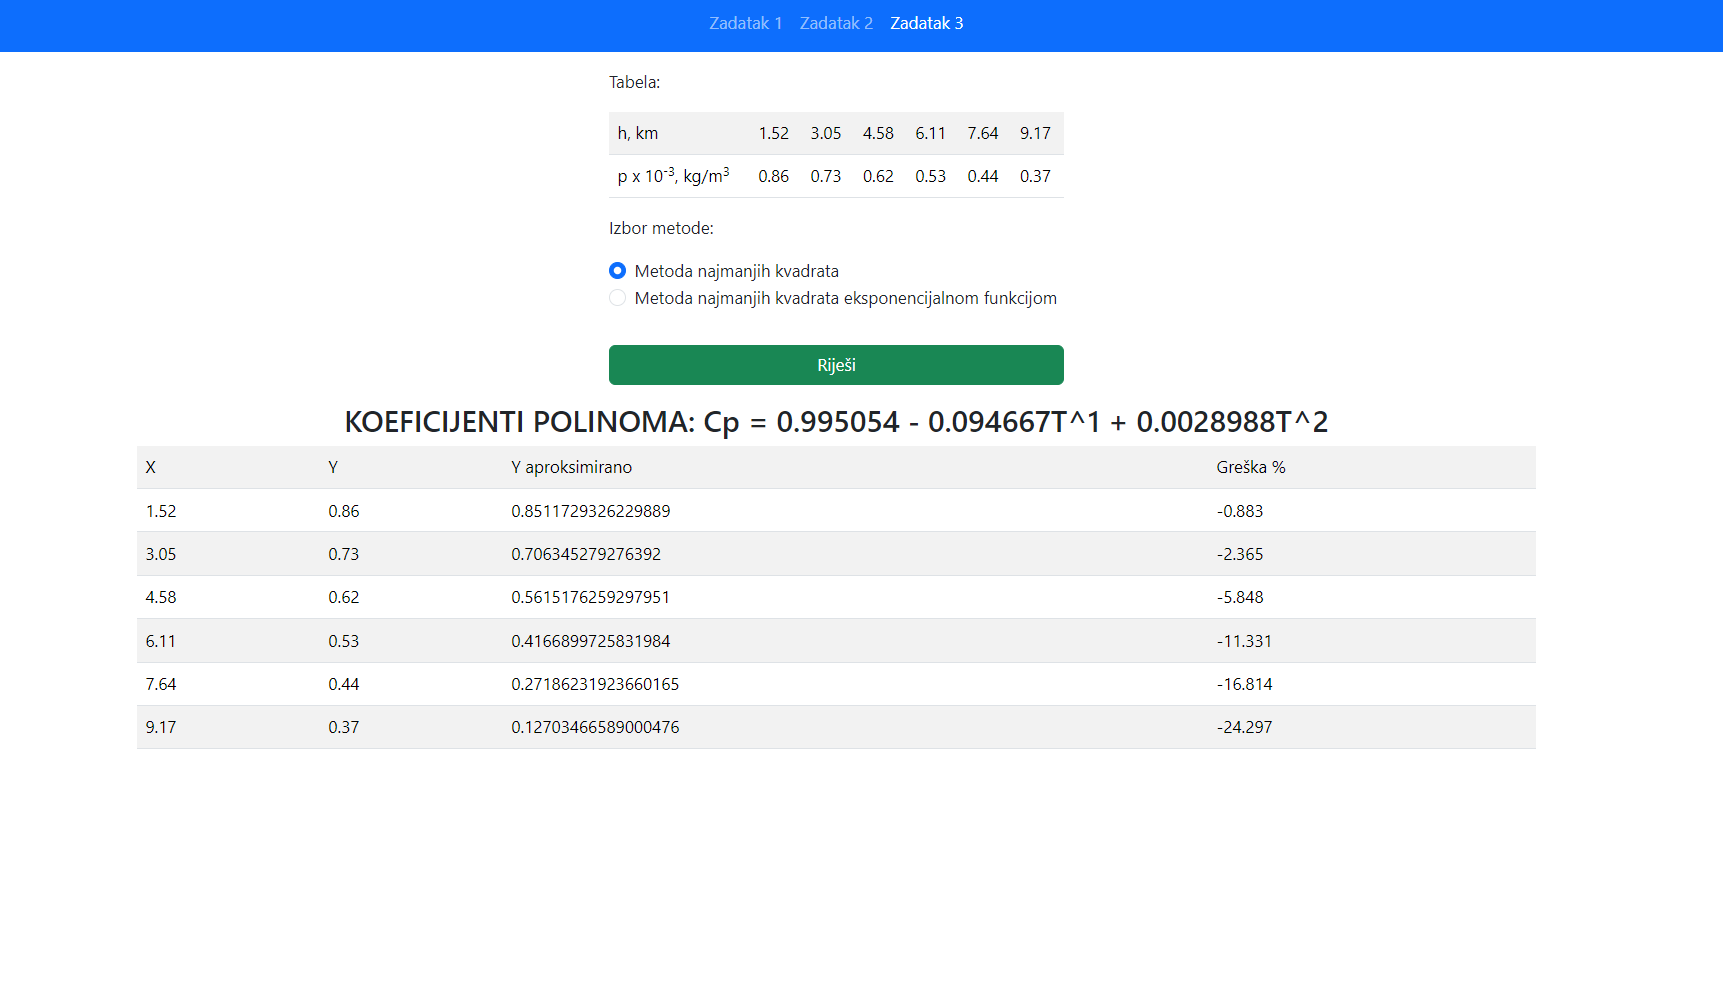 Zadatak 1 Zadatak 2 Zadatak 3
Tabela:
h, km 1.52 3.05 4.58 6.11 7.64 9.17
p x 10⁻³, kg/m³ 0.86 0.73 0.62 0.53 0.44 0.37
Izbor metode:
Metoda najmanjih kvadrata
Metoda najmanjih kvadrata eksponencijalnom funkcijom
Riješi
KOEFICIJENTI POLINOMA: Cp = 0.995054 - 0.094667T^1 + 0.0028988T^2
X Y Y aproksimirano Greška %
1.52 0.86 0.8511729326229889 -0.883
3.05 0.73 0.706345279276392 -2.365
4.58 0.62 0.5615176259297951 -5.848
6.11 0.53 0.4166899725831984 -11.331
7.64 0.44 0.27186231923660165 -16.814
9.17 0.37 0.12703466589000476 -24.297